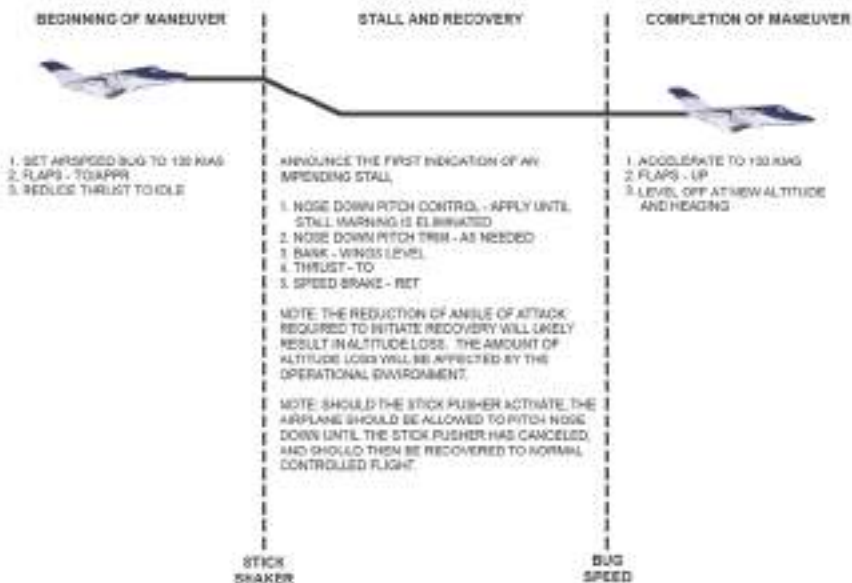 BEGINNING OF MANEUVER
STALL AND RECOVERY
COMPLETION OF MANEUVER
1. SET AIRSPEED BUG TO KIAS
2. FLAPS - TO/APPR
3. REDUCE THRUST TO IDLE
ANNOUNCE THE FIRST INDICATION OF AN
IMPENDING STALL
1. NOSE DOWN PITCH CONTROL - APPLY UNTIL
STALL WARNING IS ELIMINATED
2. NOSE DOWN PITCH TRIM - AS NEEDED
3. BANK - WINGS LEVEL
4. THRUST - TO
5. SPEED BRAKE - RET
NOTE: THE REDUCTION OF ANGLE OF ATTACK
REQUIRED TO INITIATE RECOVERY WILL LIKELY
RESULT IN ALTITUDE LOSS. THE AMOUNT OF
ALTITUDE LOSS WILL BE AFFECTED BY THE
OPERATIONAL ENVIRONMENT.
NOTE: SHOULD THE STICK PUSHER ACTIVATE, THE
AIRPLANE SHOULD BE ALLOWED TO PITCH NOSE
DOWN UNTIL THE STICK PUSHER HAS CANCELED,
AND SHOULD THEN BE RECOVERED TO NORMAL
CONTROLLED FLIGHT.
1. ACCELERATE TO KIAS
2. FLAPS - UP
3. LEVEL OFF AT NEW ALTITUDE
AND HEADING
STICK
SHAKER
BUG
SPEED